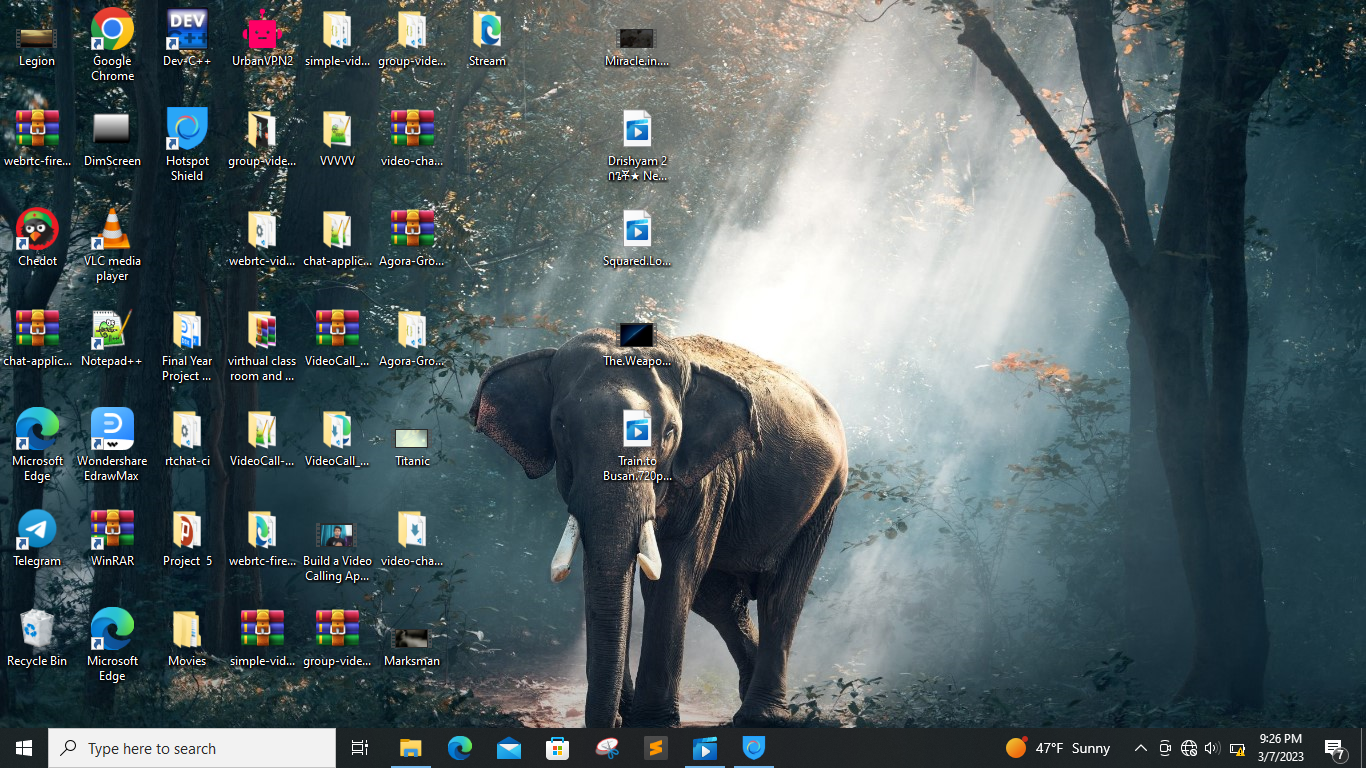 Legion
Google
Chrome
Dev-C++
UrbanVPN2
simple-vid...
group-vide...
Stream
Miracle.in....
webrtc-fire...
DimScreen
Hotspot
Shield
group-vide...
VVVVV
video-cha...
Drishyam 2
Chedot
VLC media
player
webrtc-vid...
chat-applic...
Agora-Gro...
Squared.Lo...
chat-applic...
Notepad++
Final Year
Project ...
virthual class
room and ...
VideoCall_...
Agora-Gro...
The.Weapo...
Microsoft
Edge
Wondershare
EdrawMax
rtchat-ci
VideoCall-...
VideoCall_...
Titanic
Train.to
Busan.720p...
Telegram
WinRAR
Project 5
webrtc-fire...
Build a Video
Calling Ap...
video-cha...
Recycle Bin
Microsoft
Edge
Movies
simple-vid...
group-vide...
Marksman
Type here to search
47°F Sunny
9:26 PM
3/7/2023
7
DEV